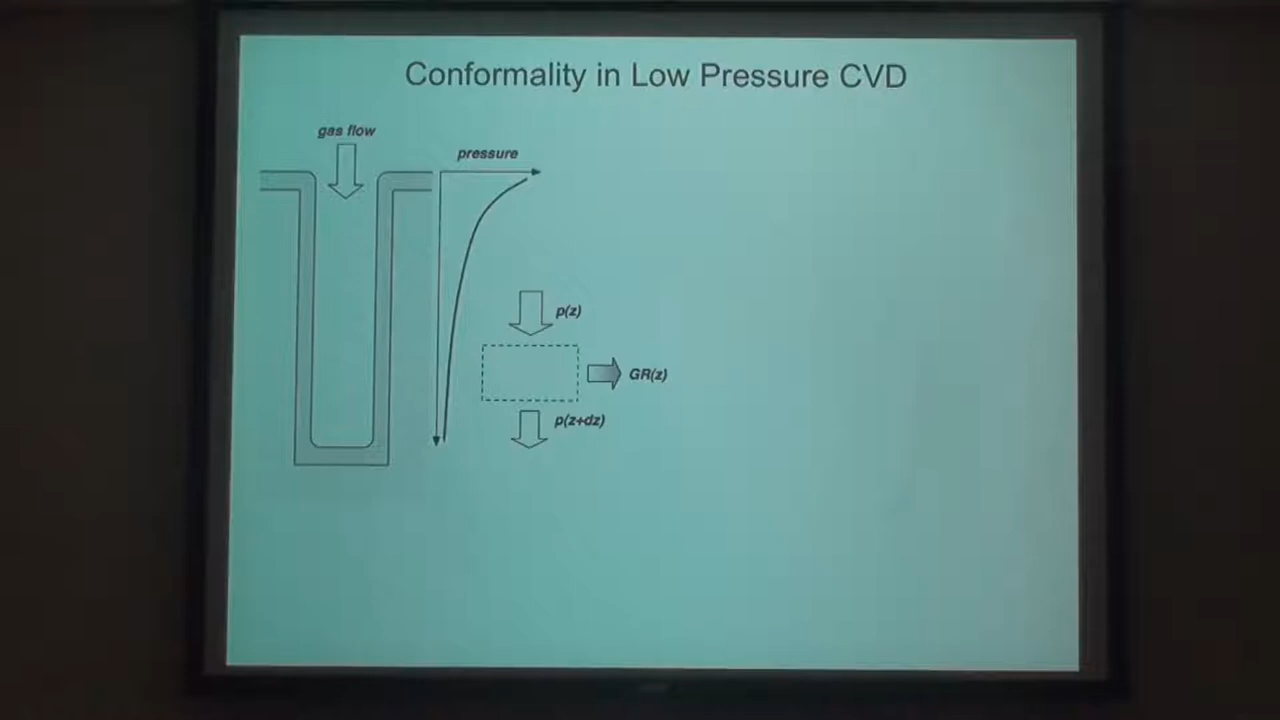 Conformality in Low Pressure CVD
gas flow
pressure
p(z)
GR(z)
p(z+dz)